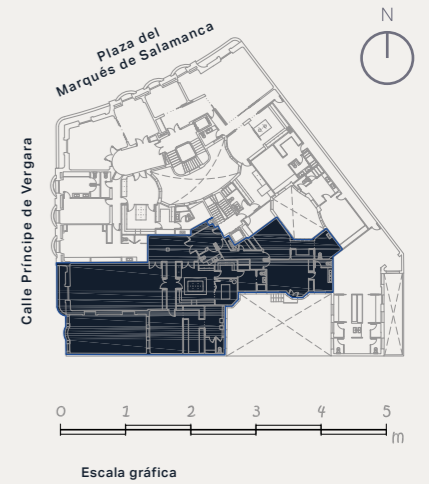 N
Plaza del
Marqués de Salamanca
Calle Príncipe de Vergara
0 1 2 3 4 5
m
Escala gráfica